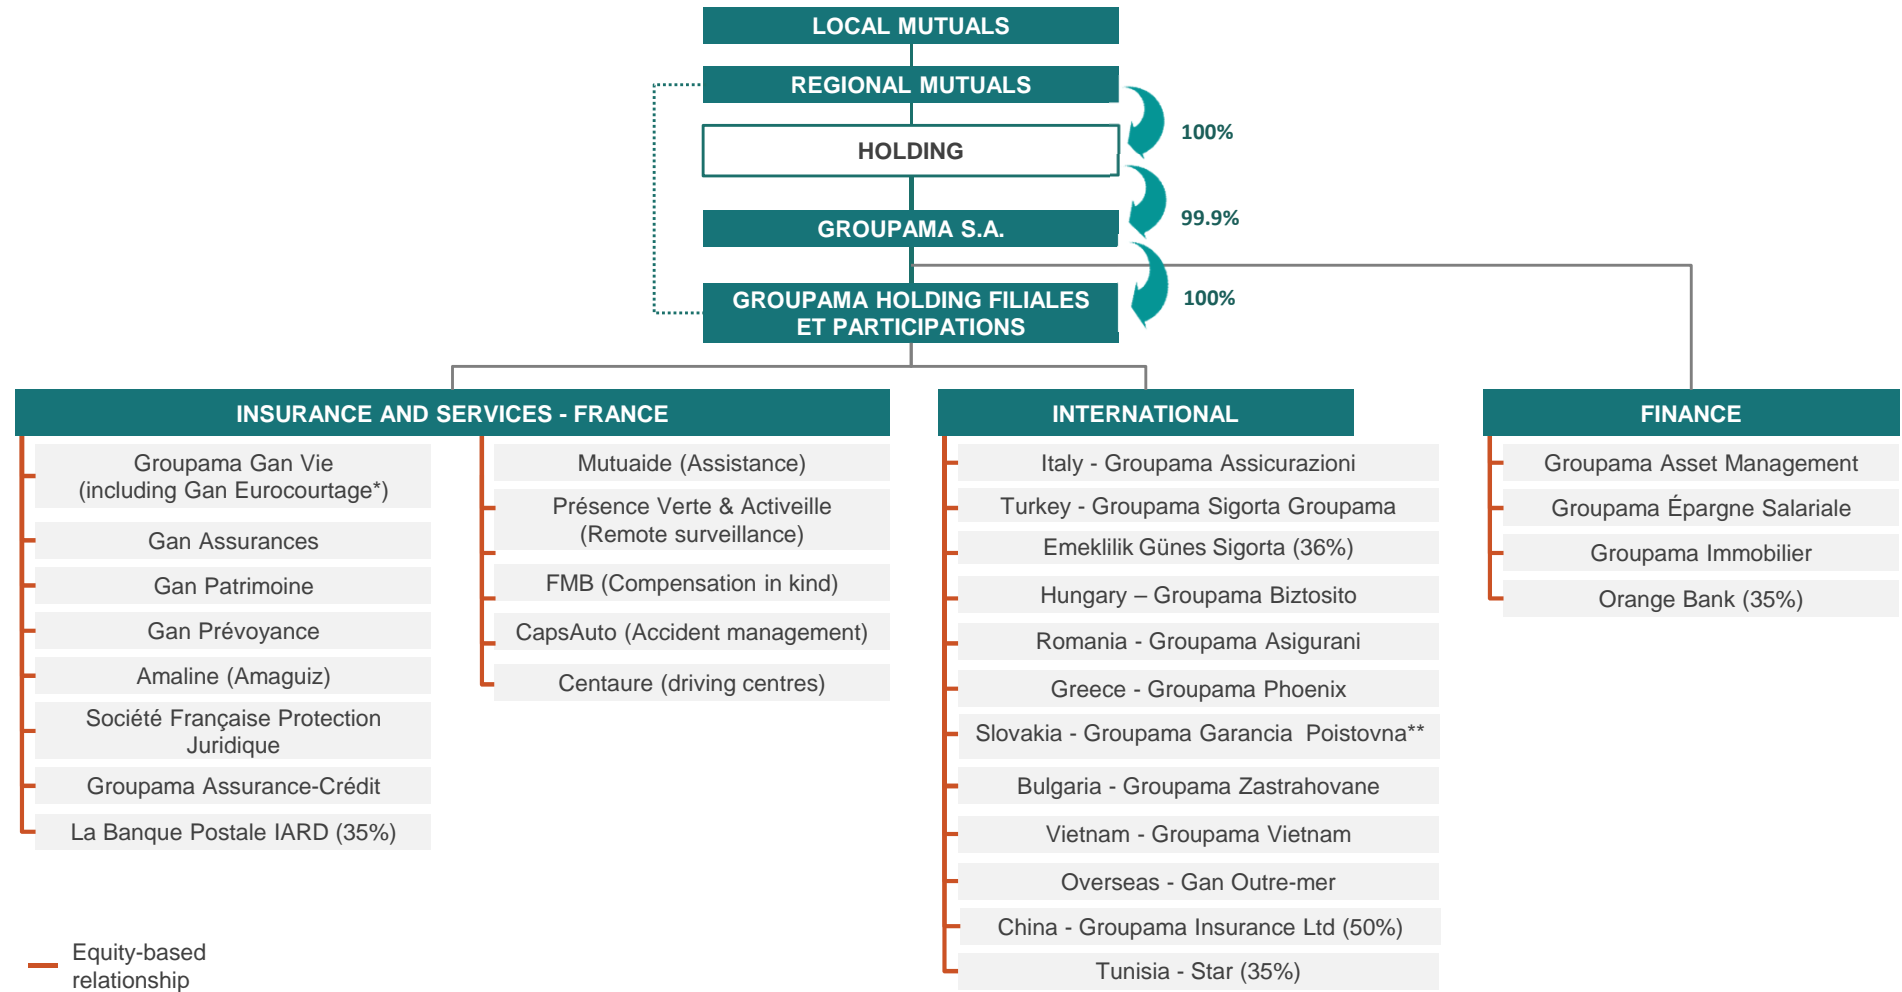 LOCAL MUTUALS
REGIONAL MUTUALS
100%
HOLDING
99.9%
GROUPAMA S.A.
100%
GROUPAMA HOLDING FILIALES
ET PARTICIPATIONS
INSURANCE AND SERVICES - FRANCE
Groupama Gan Vie
(including Gan Eurocourtage*)
Gan Assurances
Gan Patrimoine
Gan Prévoyance
Amaline (Amaguiz)
Société Française Protection
Juridique
Groupama Assurance-Crédit
La Banque Postale IARD (35%)
Mutuaide (Assistance)
Présence Verte & Activeille
(Remote surveillance)
FMB (Compensation in kind)
CapsAuto (Accident management)
Centaure (driving centres)
INTERNATIONAL
Italy - Groupama Assicurazioni
Turkey - Groupama Sigorta Groupama
Emeklilik Günes Sigorta (36%)
Hungary – Groupama Biztosito
Romania - Groupama Asigurani
Greece - Groupama Phoenix
Slovakia - Groupama Garancia Poistovna**
Bulgaria - Groupama Zastrahovane
Vietnam - Groupama Vietnam
Overseas - Gan Outre-mer
China - Groupama Insurance Ltd (50%)
Tunisia - Star (35%)
FINANCE
Groupama Asset Management
Groupama Épargne Salariale
Groupama Immobilier
Orange Bank (35%)
Equity-based
relationship